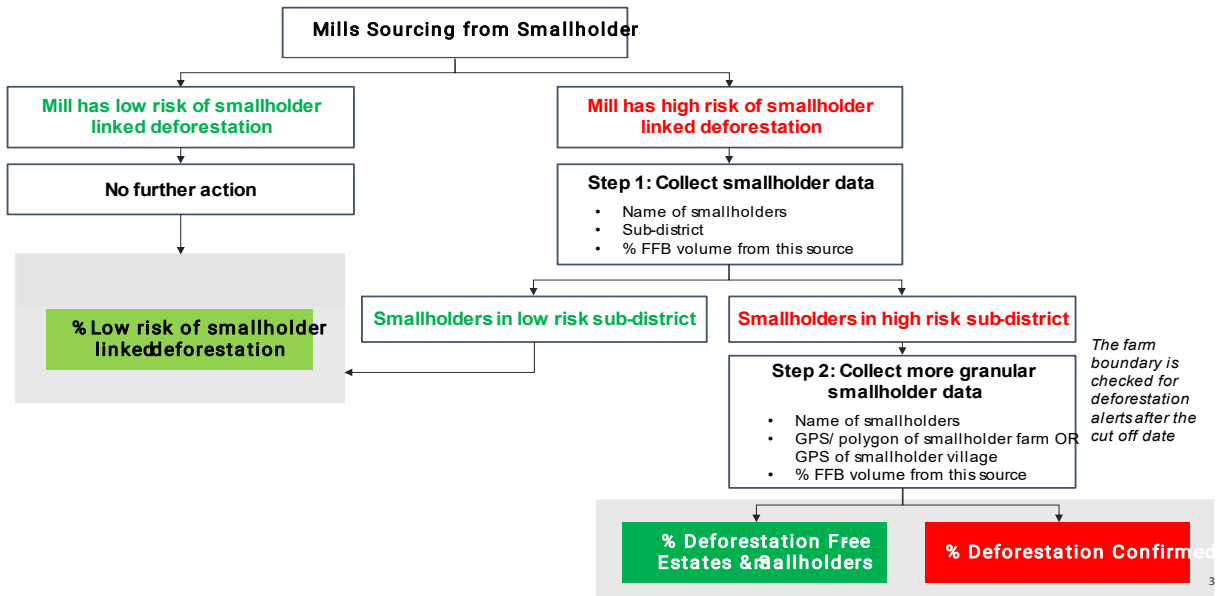 Mills Sourcing from Smallholder
Mill has low risk of smallholder
linked deforestation
Mill has high risk of smallholder
linked deforestation
No further action
Step 1: Collect smallholder data
• Name of smallholders
• Sub-district
• % FFB volume from this source
% Low risk of smallholder
linked deforestation
Smallholders in low risk sub-district
Smallholders in high risk sub-district
The farm
boundary is
checked for
deforestation
alerts after the
cut off date
Step 2: Collect more granular
smallholder data
• Name of smallholders
• GPS/ polygon of smallholder farm OR
GPS of smallholder village
• % FFB volume from this source
% Deforestation Free
Estates & Smallholders
% Deforestation Confirmed
3